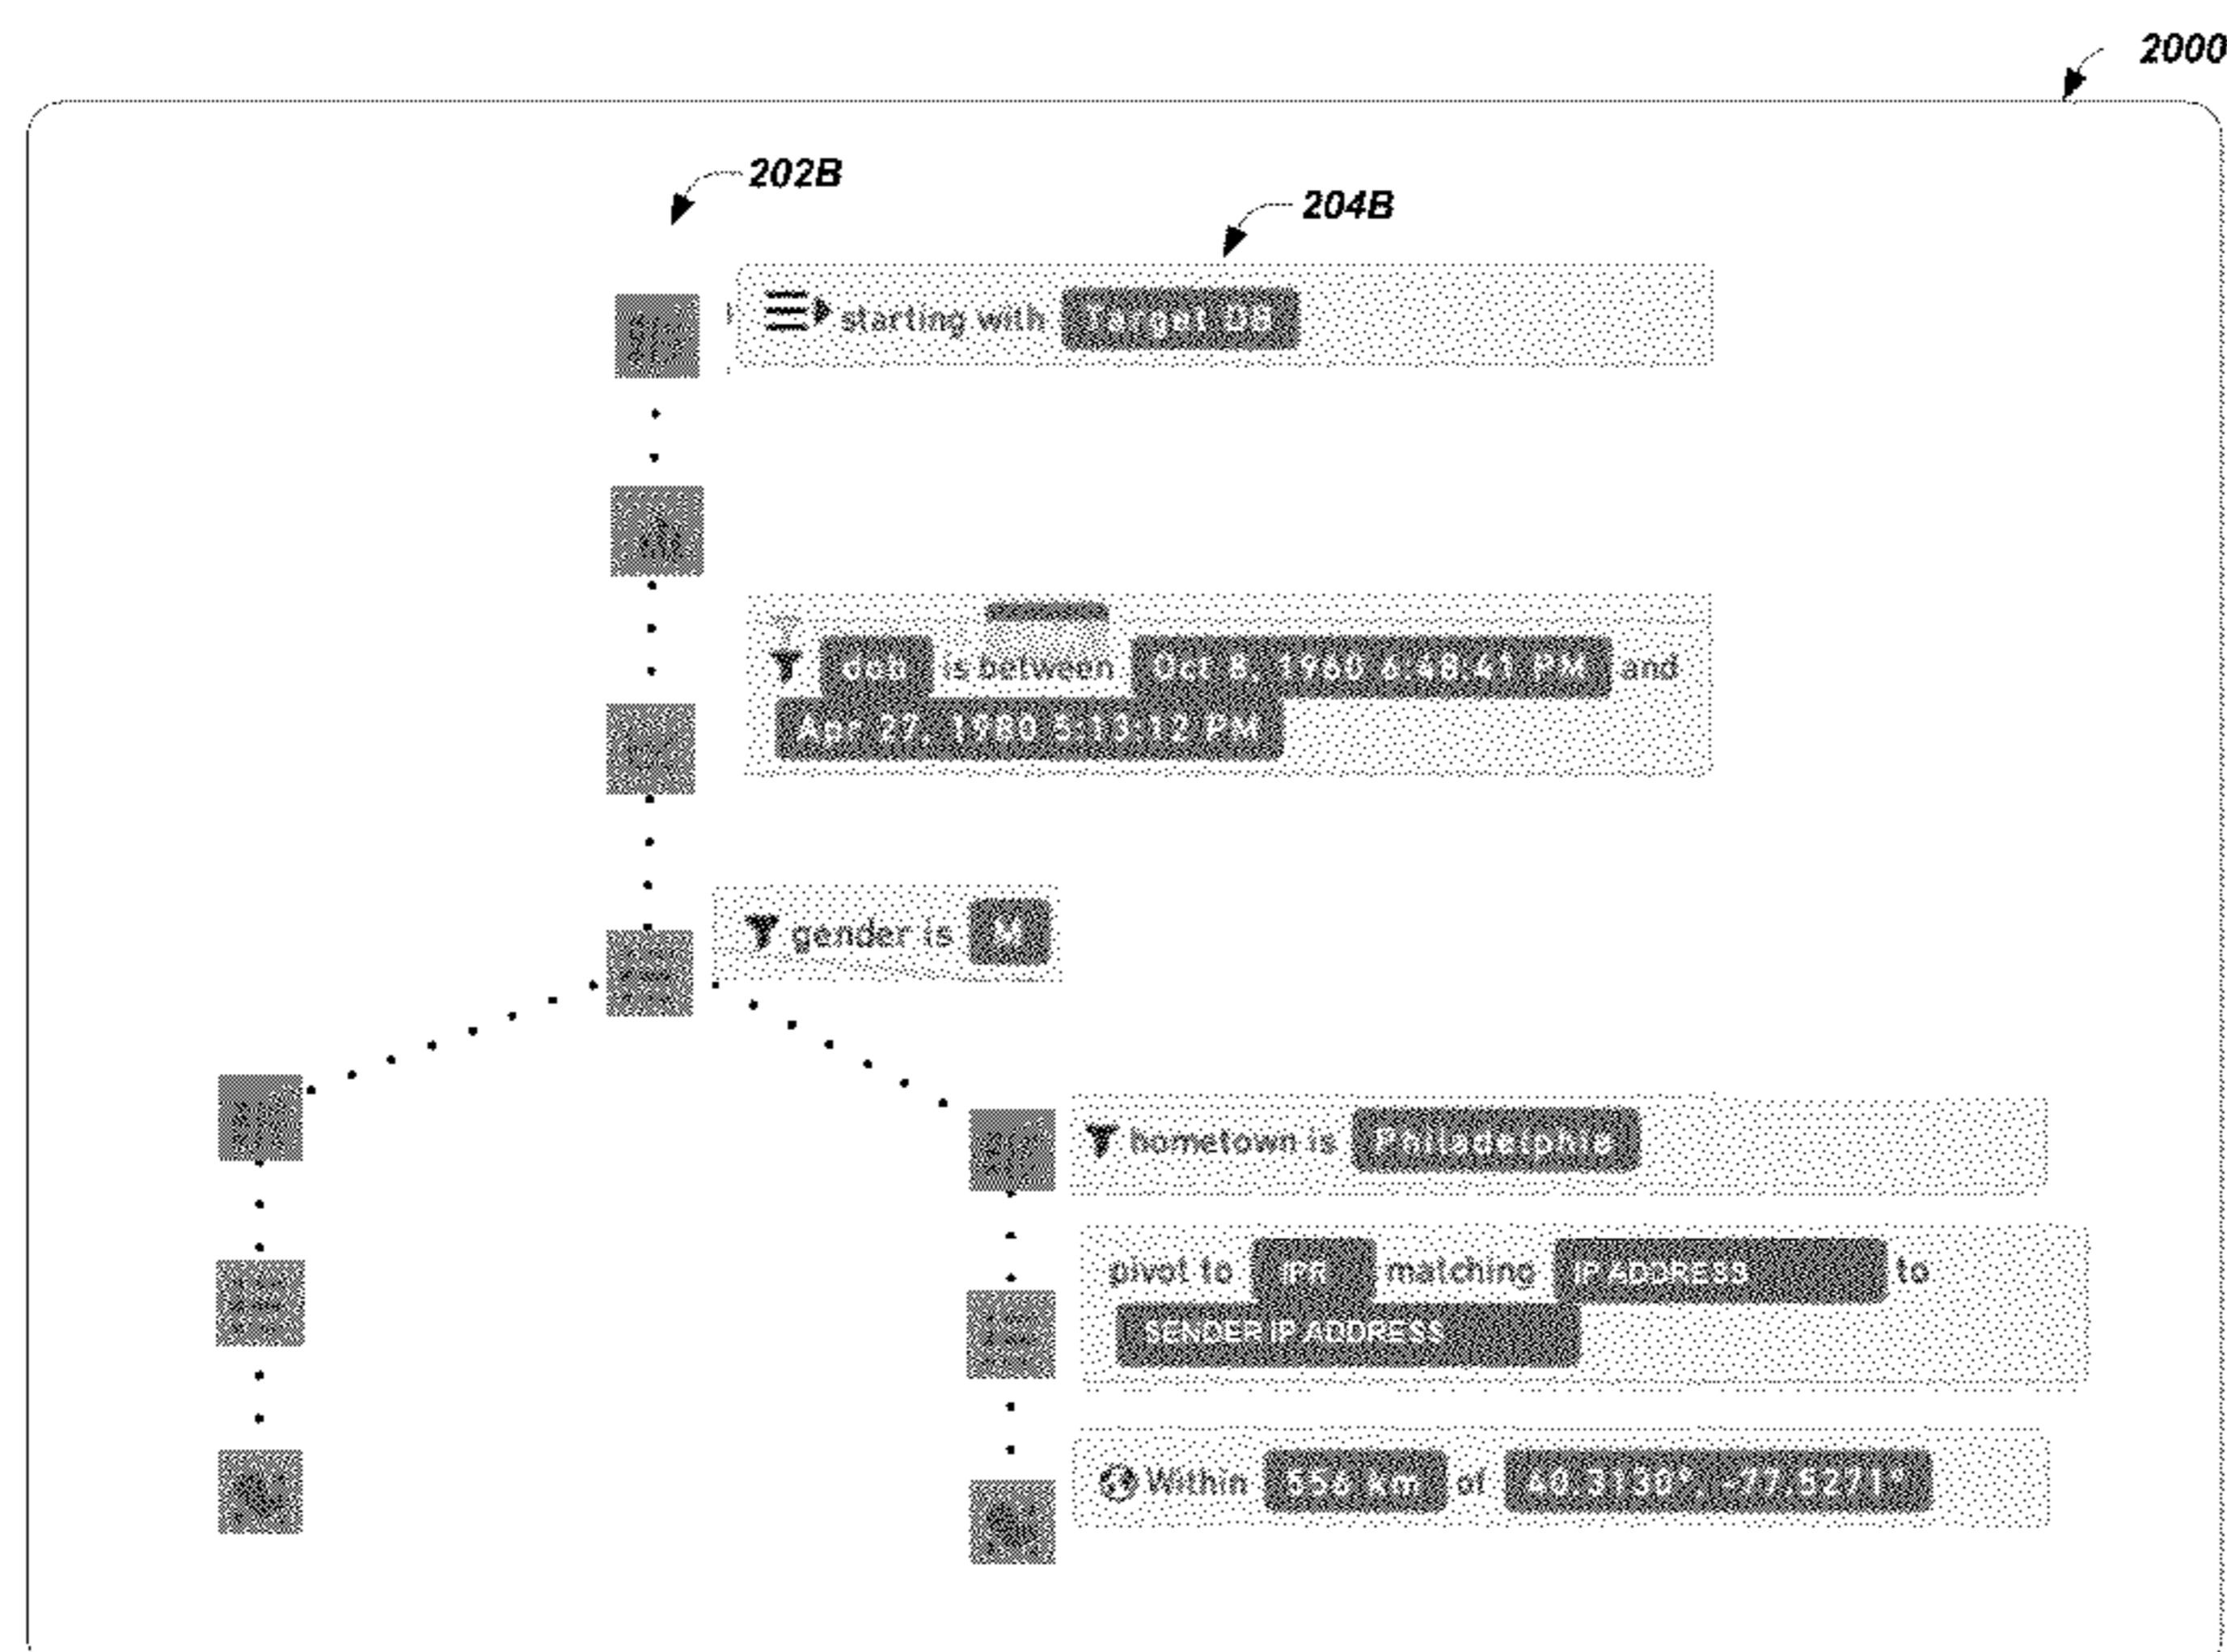 2000
202B
204B
starting with Target DB
dob is between Oct 8, 1960 6:48:41 PM and
Apr 27, 1980 5:13:12 PM
gender is M
hometown is Philadelphia
pivot to IPR matching IP ADDRESS to
SENDER IP ADDRESS
Within 556 km of 40.3130°, -77.5271°